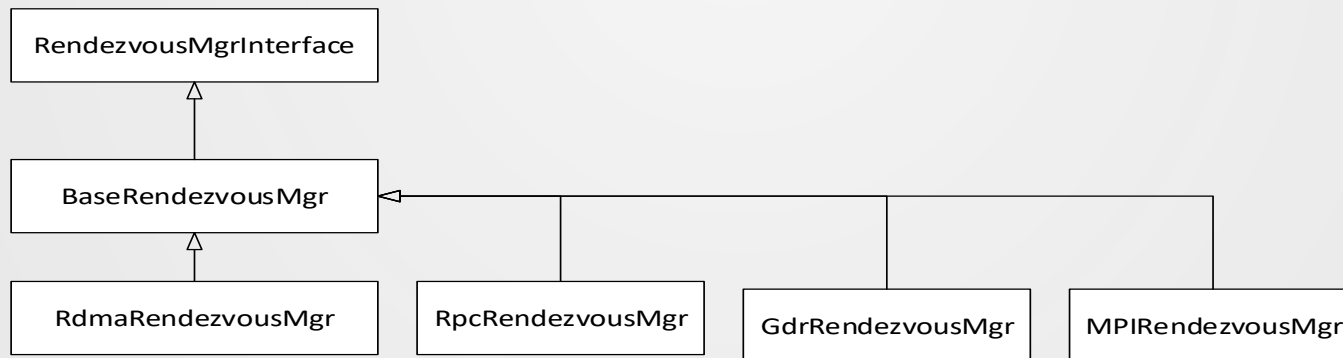 RendezvousMgrInterface
BaseRendezvousMgr
RdmaRendezvousMgr
RpcRendezvousMgr
GdrRendezvousMgr
MPIRendezvousMgr